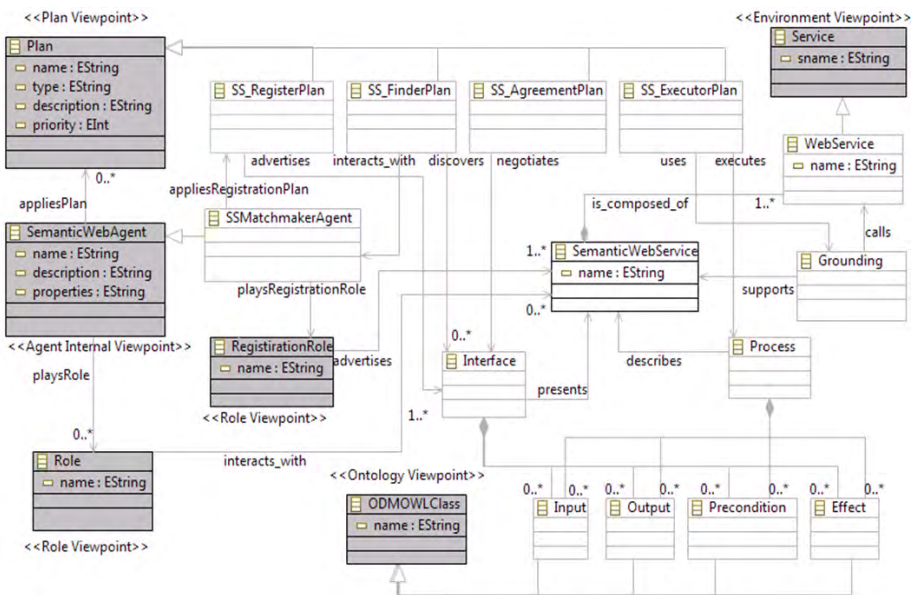 <<Plan Viewpoint>>
<<Environment Viewpoint>>
Plan
name : EString
type : EString
description : EString
priority : EInt
SS_RegisterPlan
SS_FinderPlan
SS_AgreementPlan
SS_ExecutorPlan
Service
sname : EString
WebService
name : EString
advertises
interacts_with
discovers
negotiates
uses
executes
0..*
appliesPlan
appliesRegistrationPlan
is_composed_of
1..*
calls
SemanticWebAgent
name : EString
description : EString
properties : EString
SSMatchmakerAgent
1..*
SemanticWebService
name : EString
0..*
Grounding
supports
playsRegistrationRole
<<Agent Internal Viewpoint>>
playsRole
RegistirationRole
name : EString
advertises
<<Role Viewpoint>>
0..*
Interface
1..*
presents
describes
Process
0..*
Role
name : EString
<<Role Viewpoint>>
interacts_with
<<Ontology Viewpoint>>
ODMOWLClass
name : EString
0..*
0..*
0..*
0..*
0..*
0..*
0..*
0..*
Input
Output
Precondition
Effect